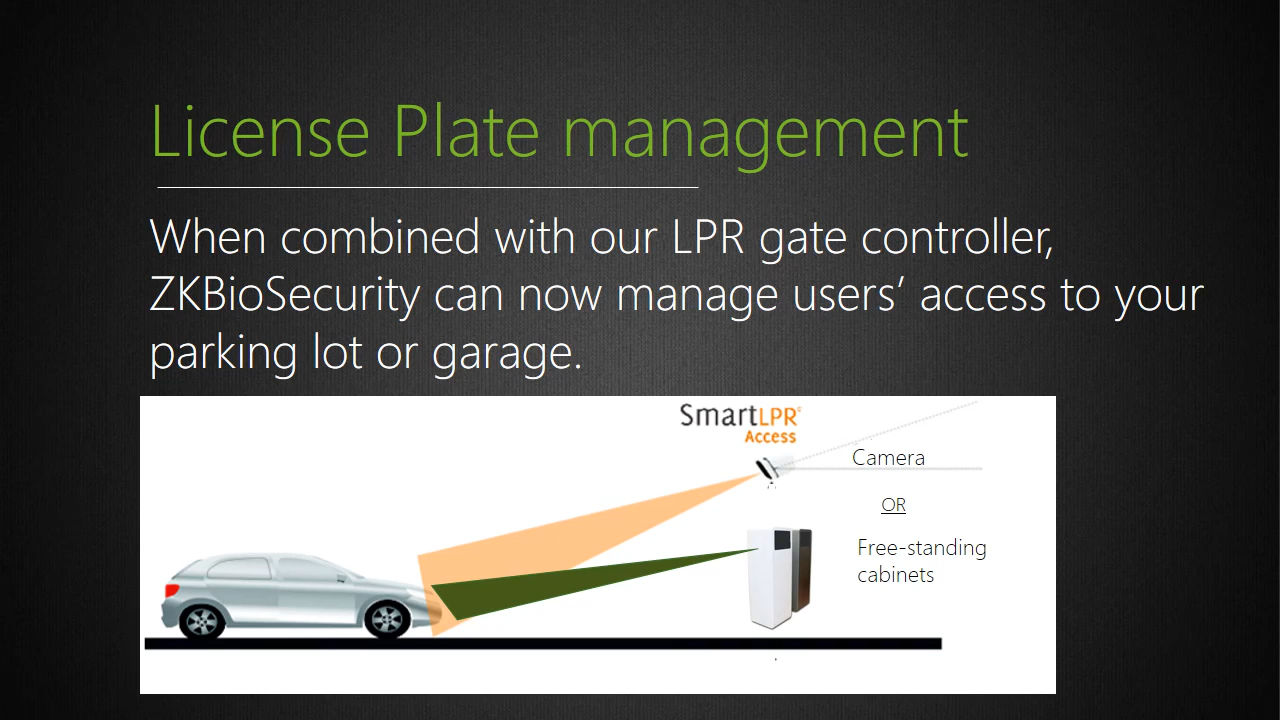 License Plate management
When combined with our LPR gate controller,
ZKBioSecurity can now manage users’ access to your
parking lot or garage.
SmartLPR®
Access
Camera
OR
Free-standing
cabinets